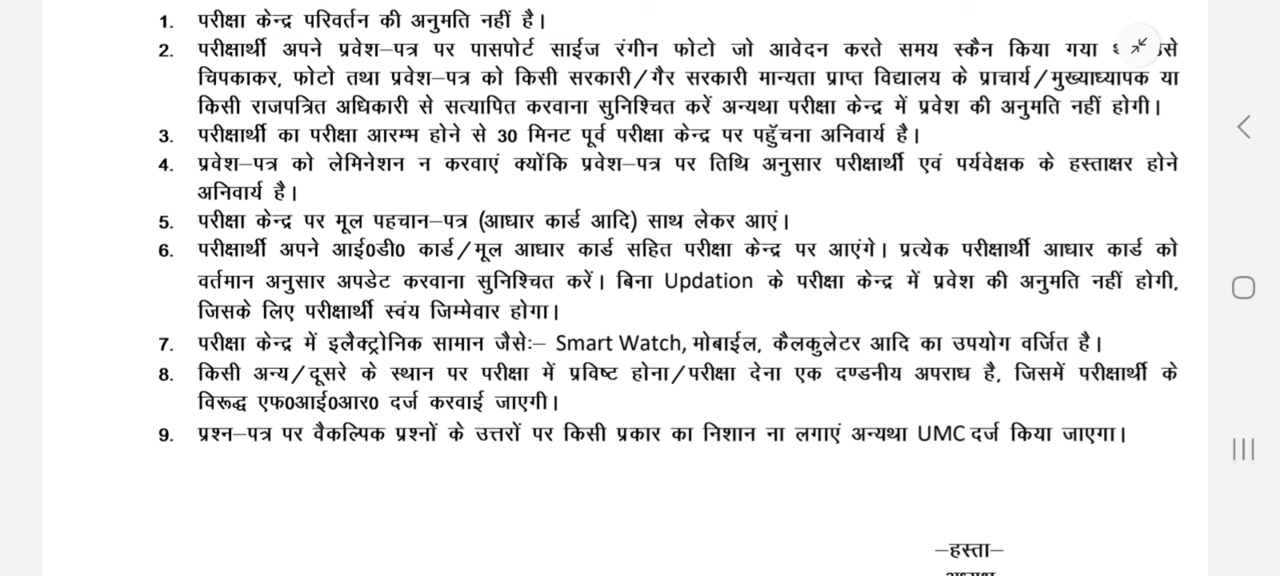 1. परीक्षा केन्द्र परिवर्तन की अनुमति नहीं है।
2. परीक्षार्थी अपने प्रवेश–पत्र पर पासपोर्ट साईज रंगीन फोटो जो आवेदन करते समय स्कैन किया गया
चिपकाकर, फोटो तथा प्रवेश–पत्र को किसी सरकारी/गैर सरकारी मान्यता प्राप्त विद्यालय के प्राचार्य/मुख्याध्यापक या
किसी राजपत्रित अधिकारी से सत्यापित करवाना सुनिश्चित करें अन्यथा परीक्षा केन्द्र में प्रवेश की अनुमति नहीं होगी।
3. परीक्षार्थी का परीक्षा आरम्भ होने से 30 मिनट पूर्व परीक्षा केन्द्र पर पहुँचना अनिवार्य है।
4. प्रवेश–पत्र को लेमिनेशन न करवाएं क्योंकि प्रवेश–पत्र पर तिथि अनुसार परीक्षार्थी एवं पर्यवेक्षक के हस्ताक्षर होने
अनिवार्य है।
5. परीक्षा केन्द्र पर मूल पहचान–पत्र (आधार कार्ड आदि) साथ लेकर आएं।
6. परीक्षार्थी अपने आई0डी0 कार्ड/मूल आधार कार्ड सहित परीक्षा केन्द्र पर आएंगे। प्रत्येक परीक्षार्थी आधार कार्ड को
वर्तमान अनुसार अपडेट करवाना सुनिश्चित करें। बिना Updation के परीक्षा केन्द्र में प्रवेश की अनुमति नहीं होगी,
जिसके लिए परीक्षार्थी स्वंय जिम्मेवार होगा।
7. परीक्षा केन्द्र में इलैक्ट्रोनिक सामान जैसेः– Smart Watch, मोबाईल, कैलकुलेटर आदि का उपयोग वर्जित है।
8. किसी अन्य/दूसरे के स्थान पर परीक्षा में प्रविष्ट होना/परीक्षा देना एक दण्डनीय अपराध है, जिसमें परीक्षार्थी के
विरूद्ध एफ0आई0आर0 दर्ज करवाई जाएगी।
9. प्रश्न–पत्र पर वैकल्पिक प्रश्नों के उत्तरों पर किसी प्रकार का निशान ना लगाएं अन्यथा UMC दर्ज किया जाएगा।
–हस्ता–